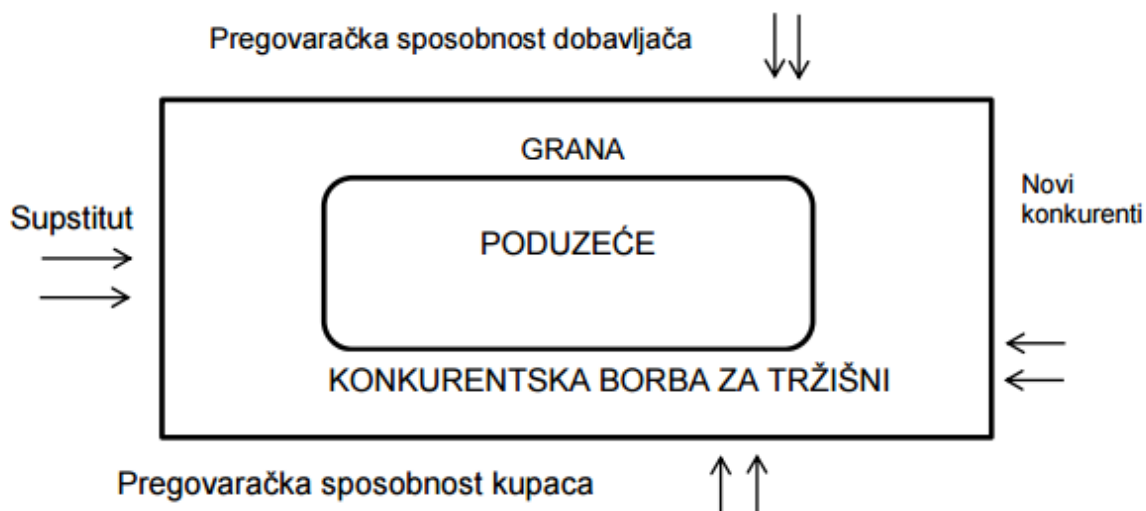 Pregovaračka sposobnost dobavljača
GRANA
Supstitut
PODUZEĆE
Novi
konkurenti
KONKURENTSKA BORBA ZA TRŽIŠNI
Pregovaračka sposobnost kupaca